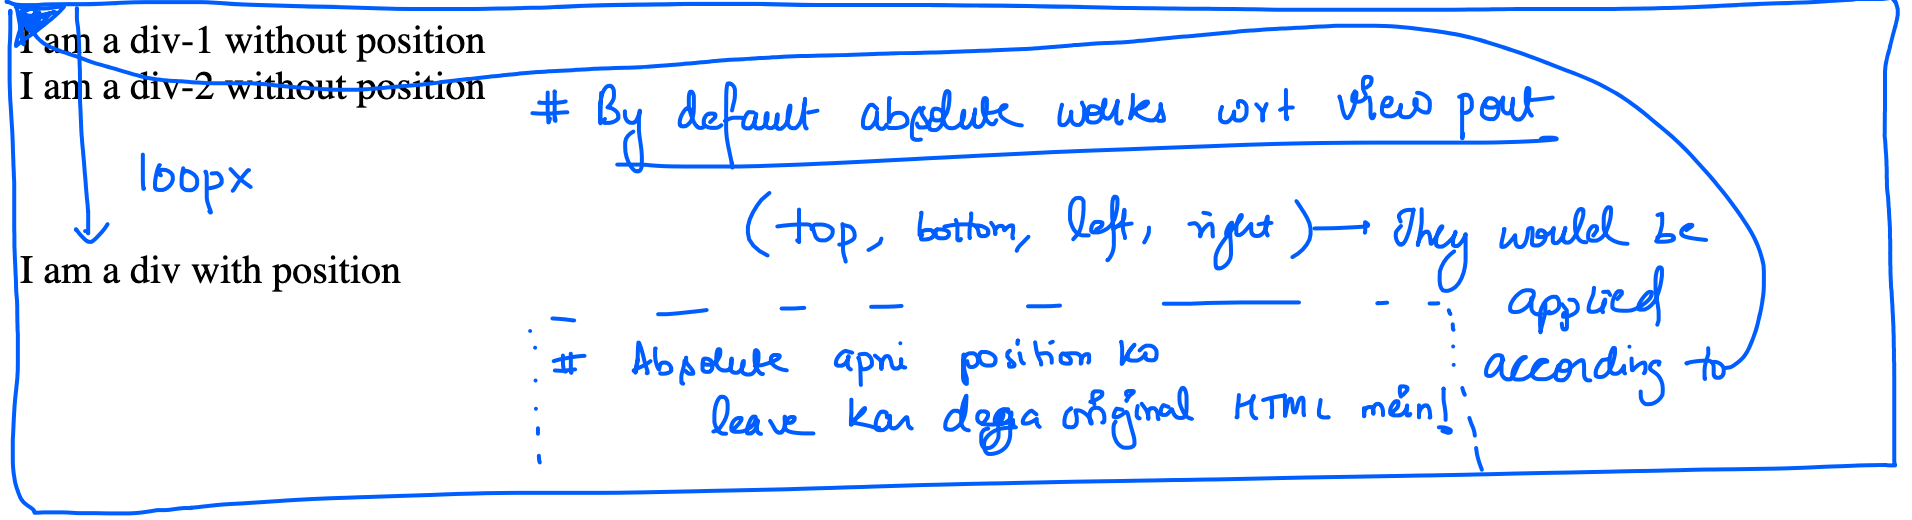 I am a div-1 without position
I am a div-2 without position
# By default absolute works wrt view port
100px
(top, bottom, left, right) → They would be
applied
according to
I am a div with position
# Absolute apni position ko
leave kar dega original HTML mein!